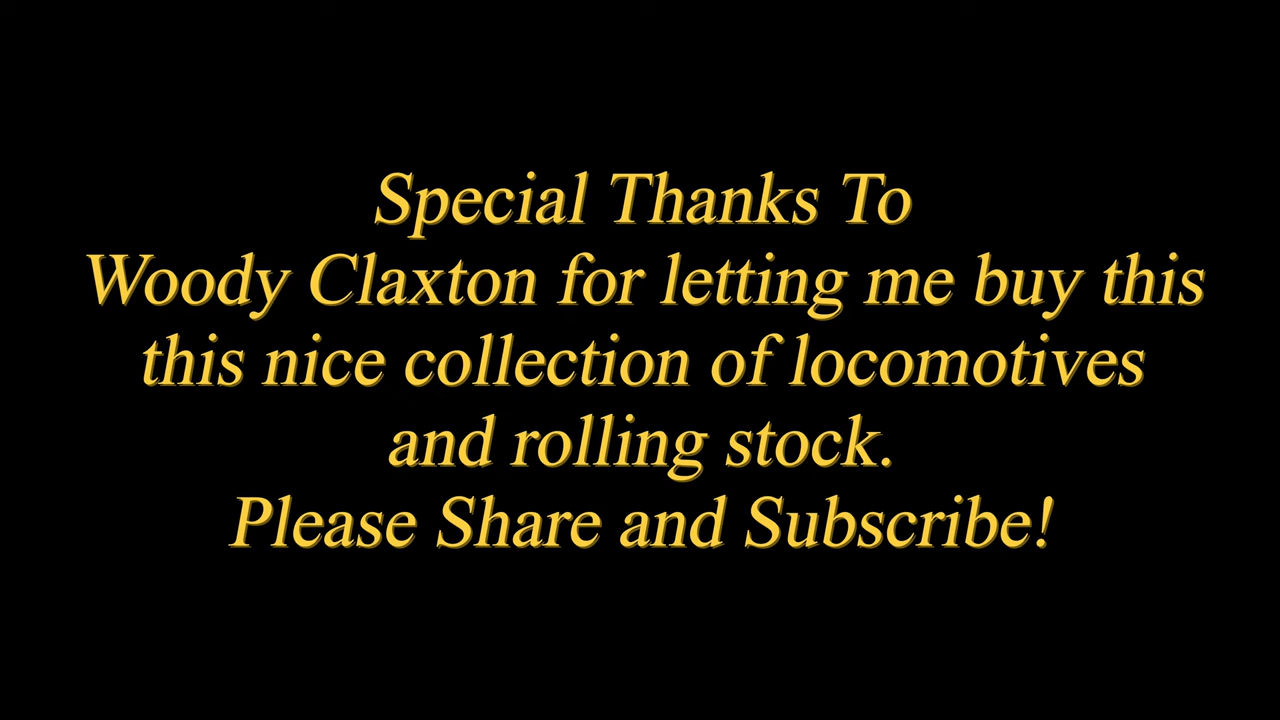 Special Thanks To
Woody Claxton for letting me buy this
this nice collection of locomotives
and rolling stock.
Please Share and Subscribe!